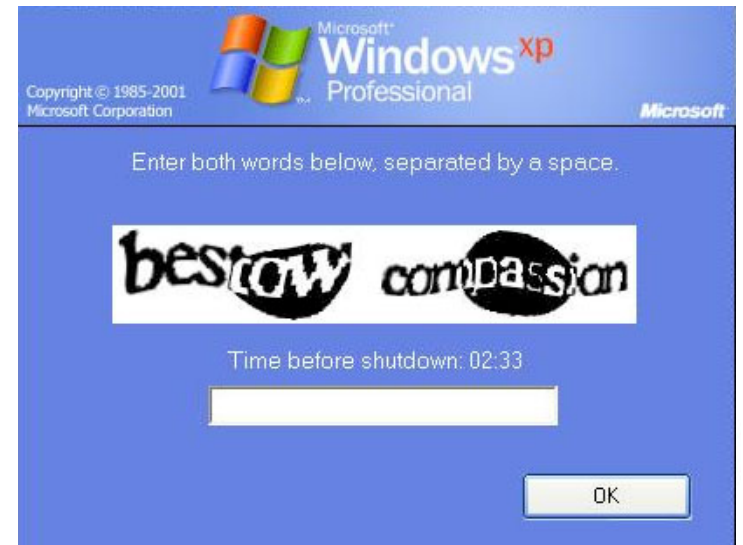 Microsoft®
Windows xp
Professional
Copyright © 1985-2001
Microsoft Corporation
Microsoft
Enter both words below, separated by a space.
bestow compassion
Time before shutdown: 02:33
OK